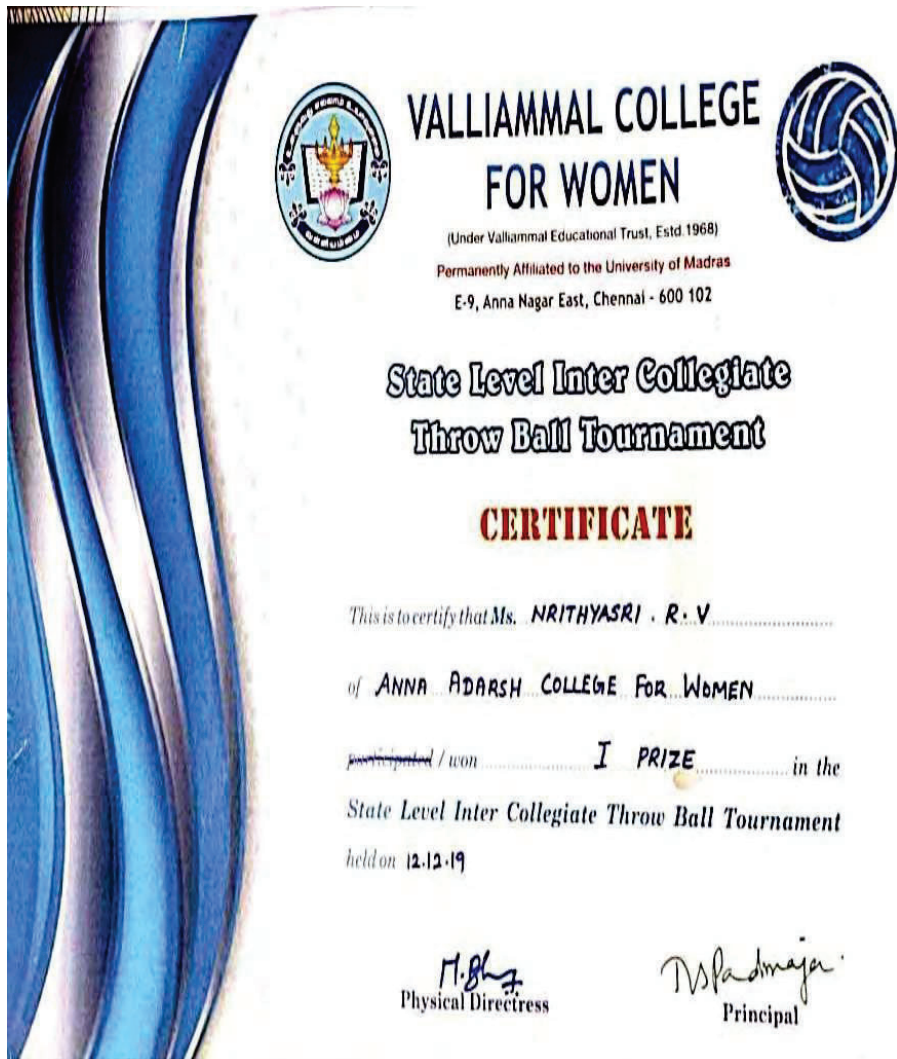 VALLIAMMAL COLLEGE
FOR WOMEN
(Under Valliammal Educational Trust, Estd.1968)
Permanently Affiliated to the University of Madras
E-9, Anna Nagar East, Chennai - 600 102
State Level Inter Collegiate
Throw Ball Tournament
CERTIFICATE
This is to certify that Ms. NRITHYASRI . R . V
of ANNA ADARSH COLLEGE FOR WOMEN
participated / won I PRIZE in the
State Level Inter Collegiate Throw Ball Tournament
held on 12.12.19
Physical Directress
Principal